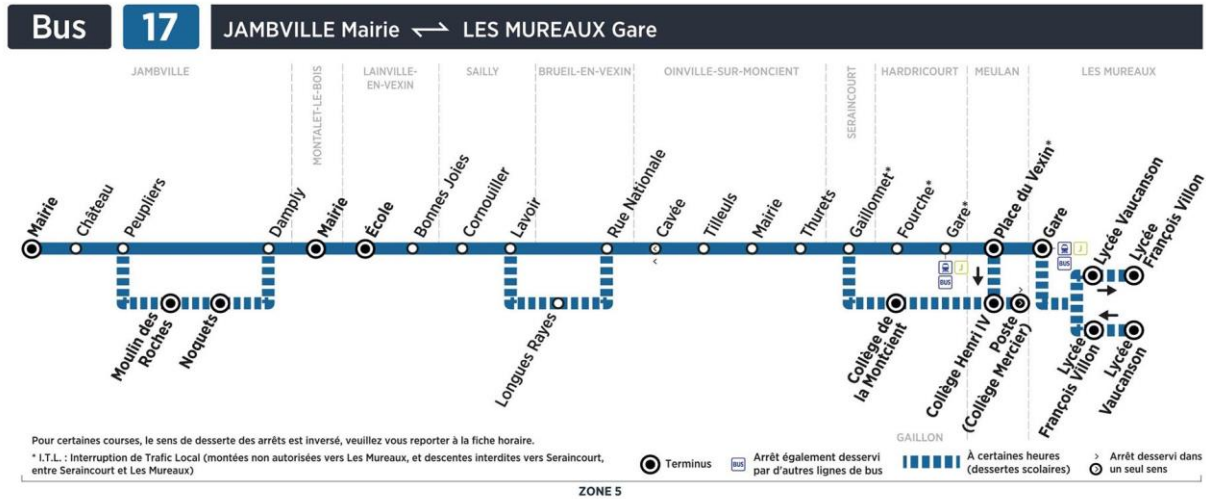 Bus 17 JAMBVILLE Mairie LES MUREAUX Gare
JAMBVILLE
MONTALET-LE-BOIS
LAINVILLE-
EN-VEXIN
SAILLY
BRUEIL-EN-VEXIN
OINVILLE-SUR-MONCIENT
SERAINCOURT
HARDRICOURT
MEULAN
LES MUREAUX
Mairie
Château
Peupliers
Damply
Mairie
École
Bonnes Joies
Cornouiller
Lavoir
Rue Nationale
Cavée
Tilleuls
Mairie
Thurets
Gaillonnet*
Fourche*
Gare*
Place du Vexin*
Gare
Lycée Vaucanson
Lycée
François Villon
J
BUS
J
BUS
Moulin des
Roches
Noquets
Longues Rayes
Collège de
la Montcient
Collège Henri IV
Poste
(Collège Mercier)
Lycée
François Villon
Lycée
Vaucanson
GAILLON
Pour certaines courses, le sens de desserte des arrêts est inversé, veuillez vous reporter à la fiche horaire.
* I.T.L. : Interruption de Trafic Local (montées non autorisées vers Les Mureaux, et descentes interdites vers Seraincourt,
entre Seraincourt et Les Mureaux)
Terminus
BUS
Arrêt également desservi
par d'autres lignes de bus
À certaines heures
(dessertes scolaires)
Arrêt desservi dans
un seul sens
ZONE 5